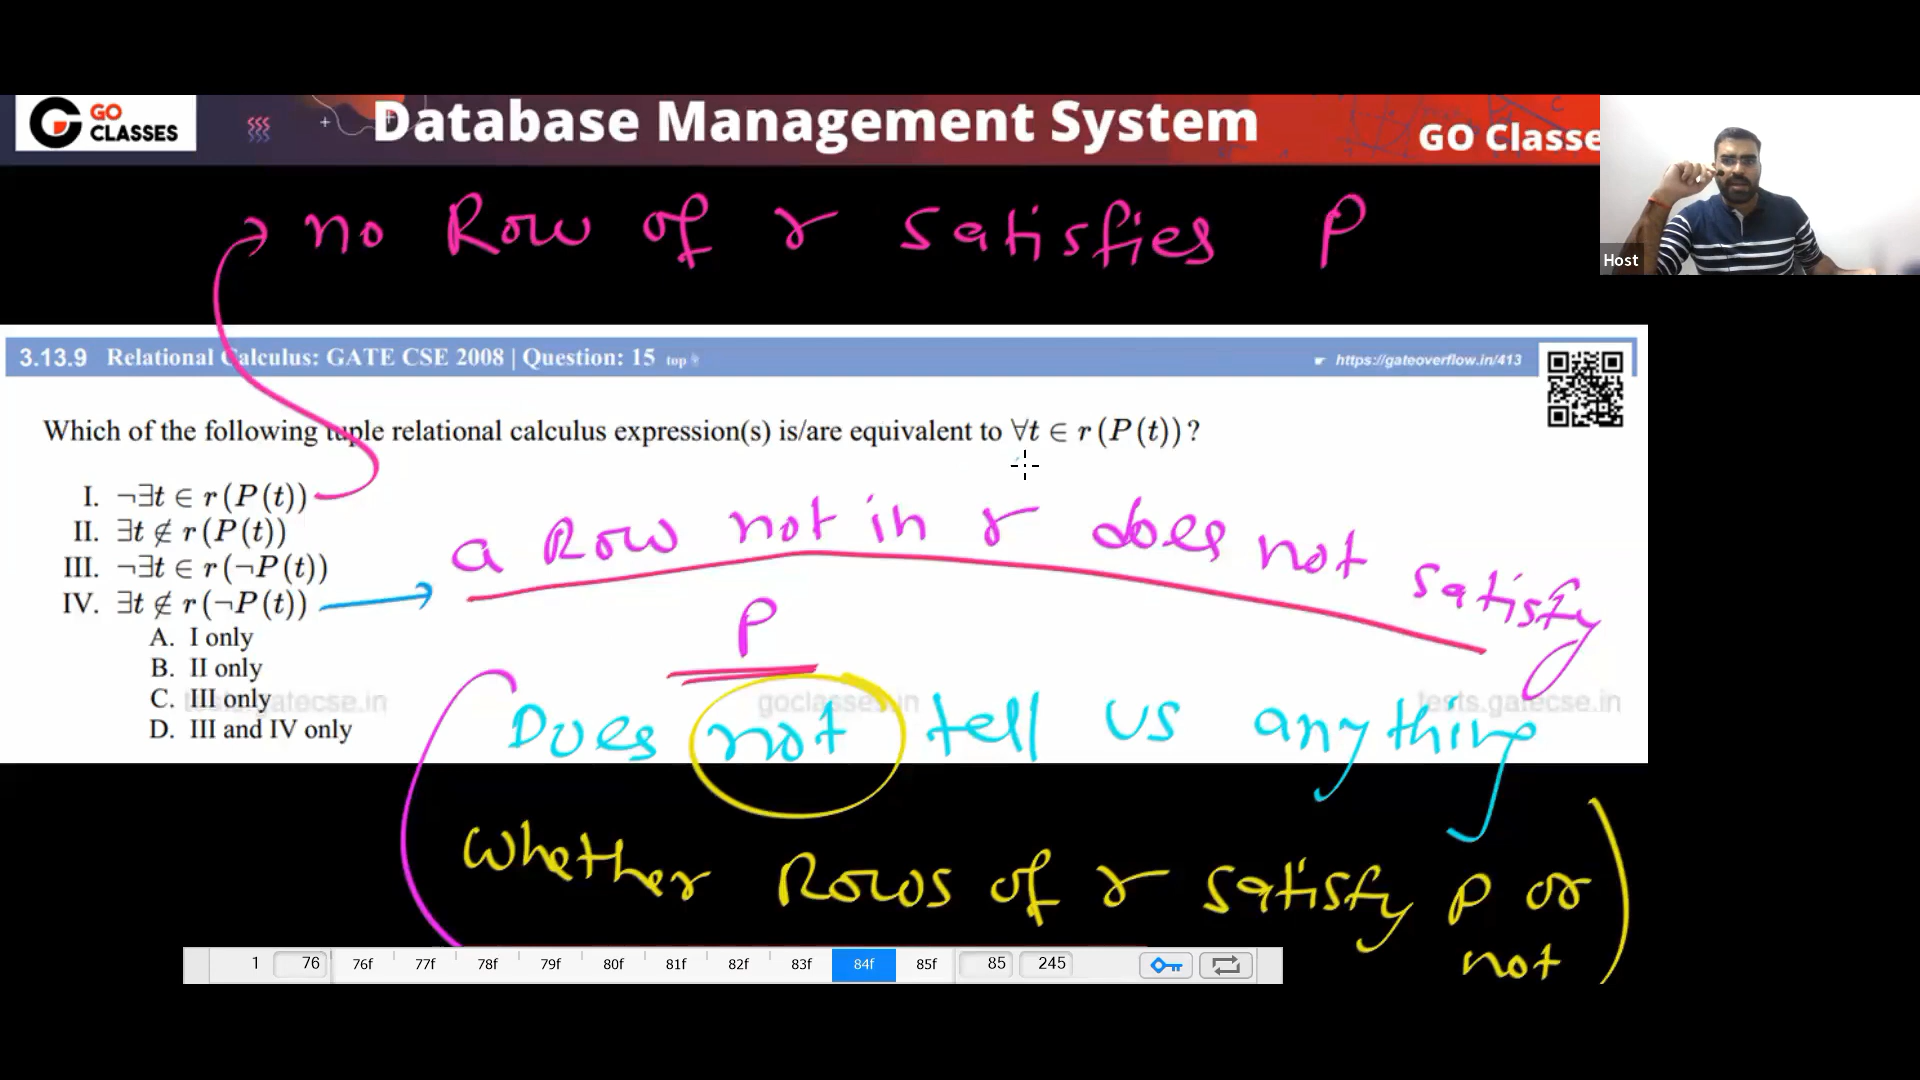 GO
CLASSES
Database Management System
GO Classe
no Row of r satisfies P
Host
3.13.9 Relational Calculus: GATE CSE 2008 | Question: 15 top
https://gateoverflow.in/413
Which of the following tuple relational calculus expression(s) is/are equivalent to ∀t ∈ r (P (t)) ?
I. ¬∃t ∈ r (P (t))
II. ∃t ∉ r (P (t))
III. ¬∃t ∈ r (¬P (t))
IV. ∃t ∉ r (¬P (t))
a Row not in r does not satisfy
P
A. I only
B. II only
C. III only
D. III and IV only
tests.gatecse.in
goclasses.in
tests.gatecse.in
Does not tell us anything
Whether Rows of r satisfy P or
not
1 76 76f 77f 78f 79f 80f 81f 82f 83f 84f 85f 85 245